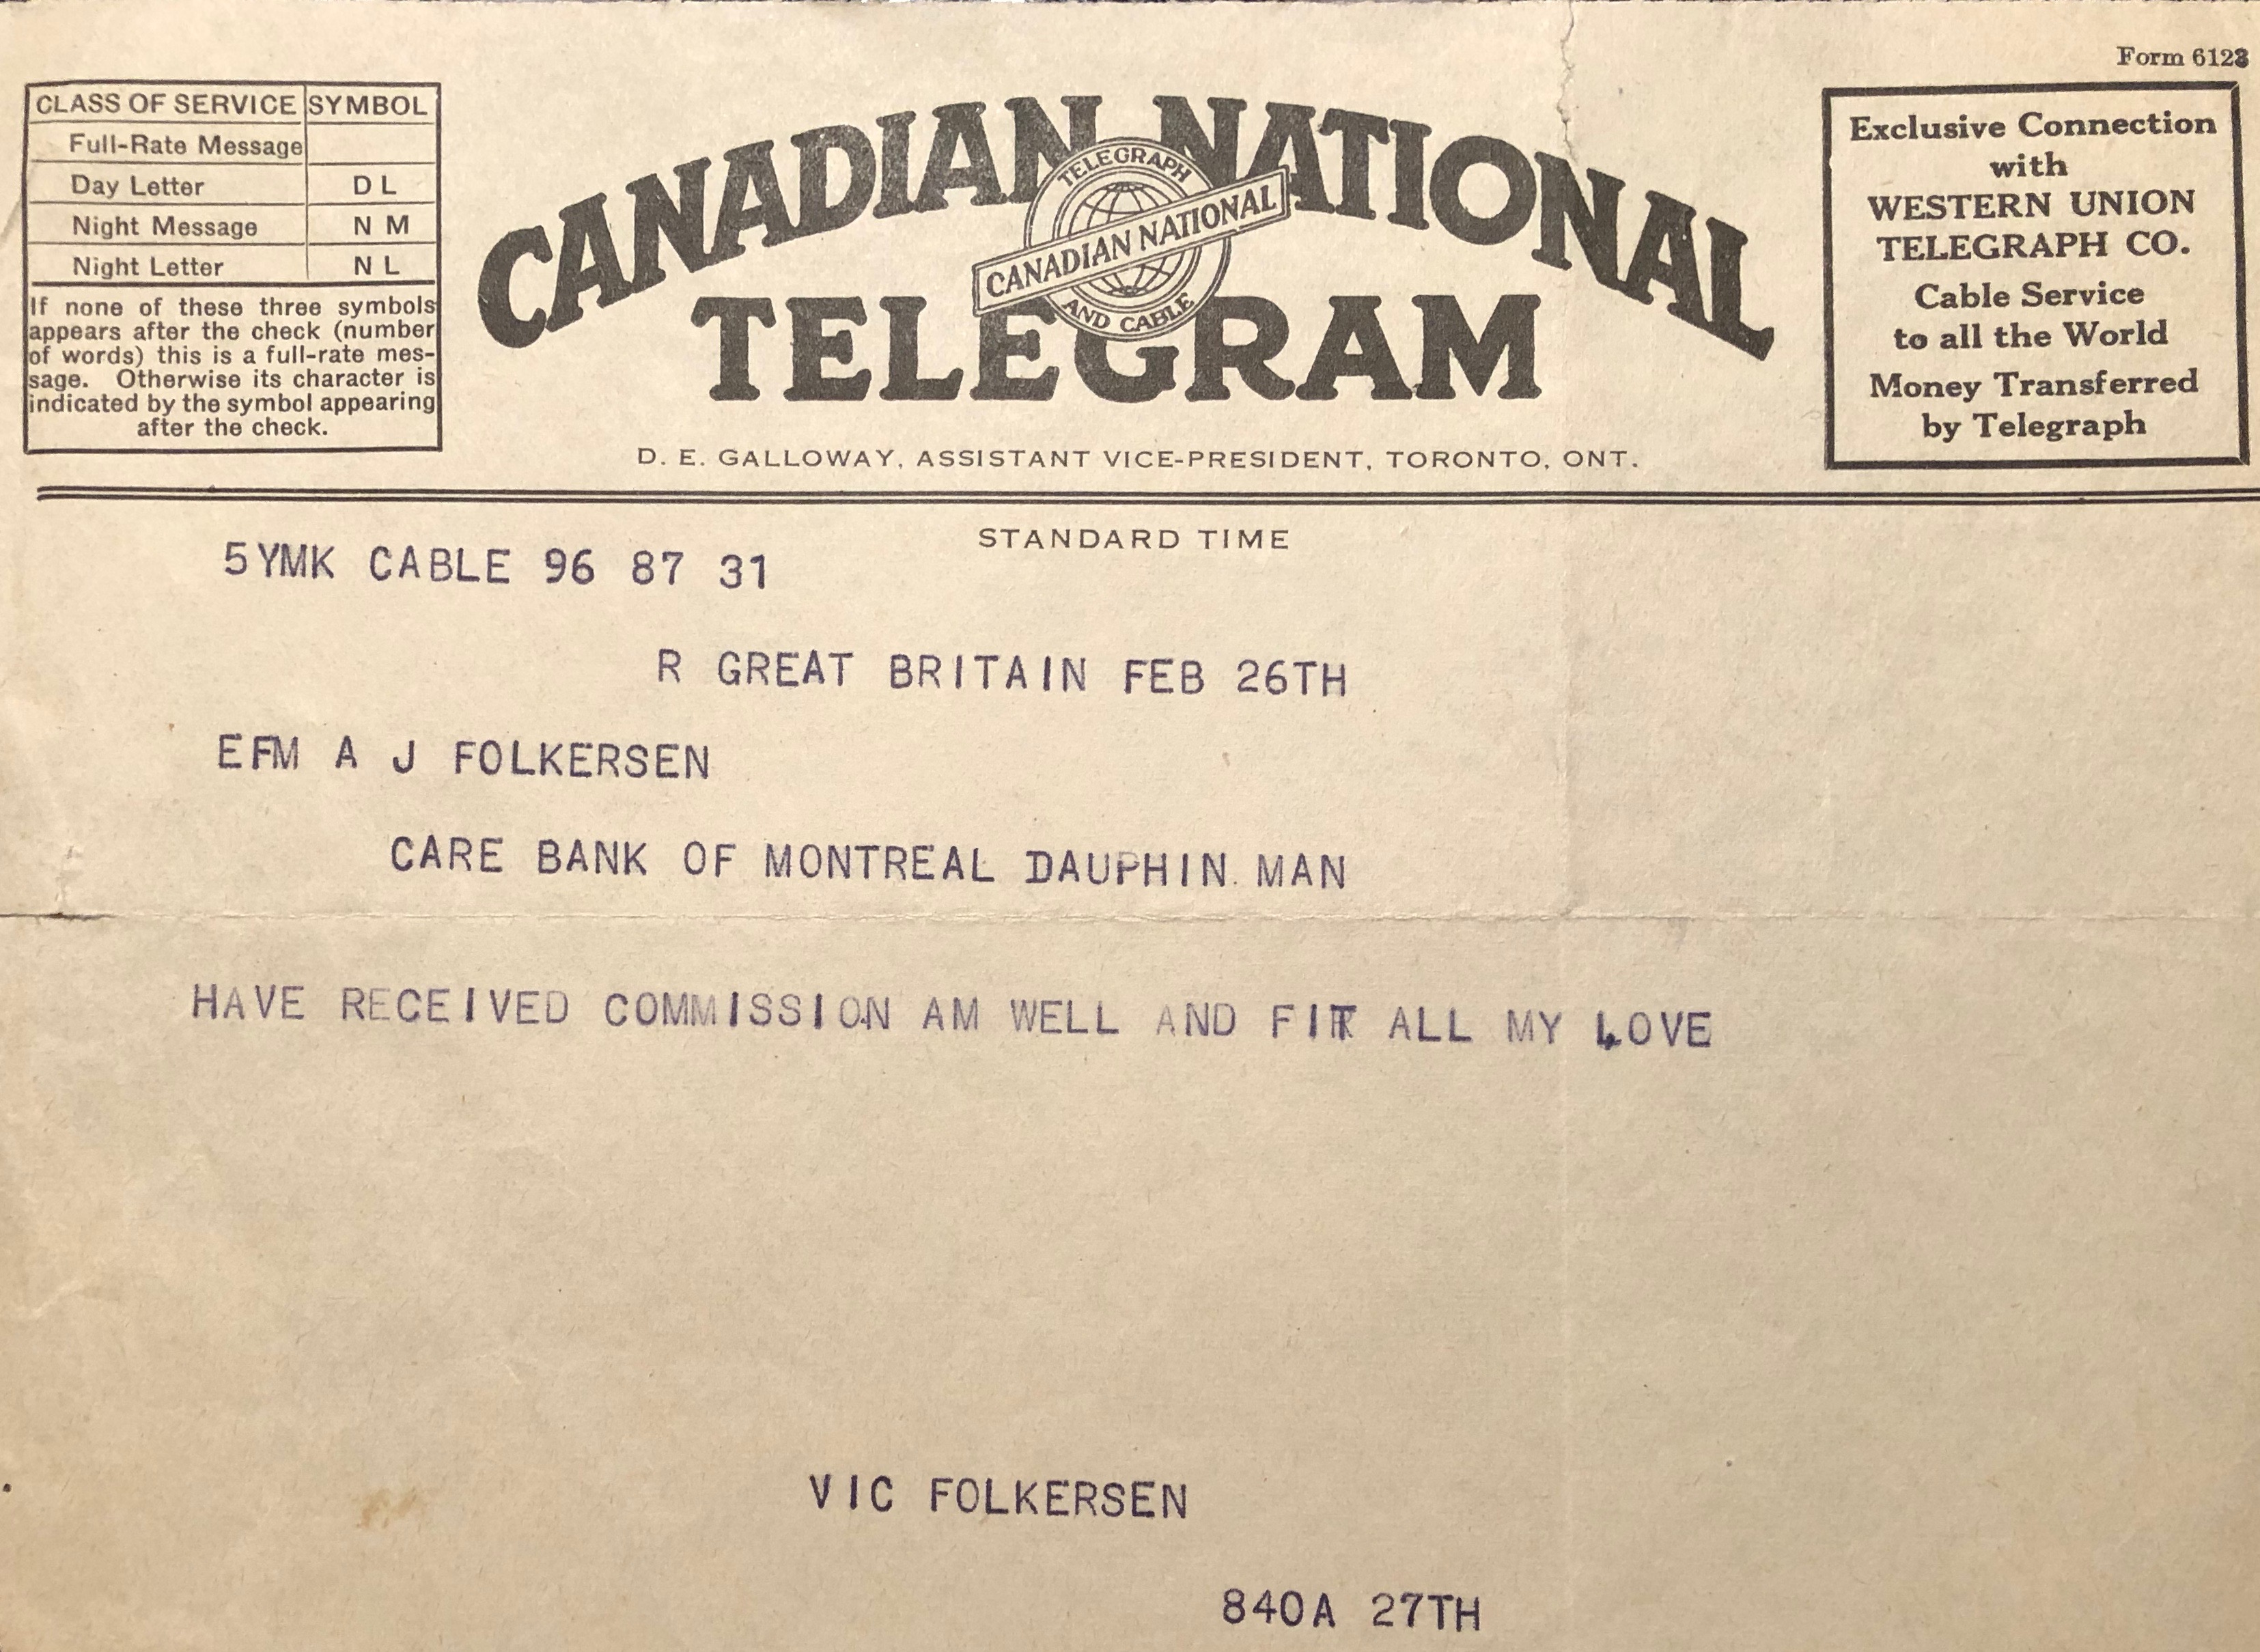 Form 6128
CLASS OF SERVICE SYMBOL
Full-Rate Message
Day Letter D L
Night Message N M
Night Letter N L
If none of these three symbols
appears after the check (number
of words) this is a full-rate mes-
sage. Otherwise its character is
indicated by the symbol appearing
after the check.
CANADIAN NATIONAL
TELEGRAPH
CANADIAN NATIONAL
AND CABLE
TELEGRAM
D. E. GALLOWAY, ASSISTANT VICE-PRESIDENT, TORONTO, ONT.
Exclusive Connection
with
WESTERN UNION
TELEGRAPH CO.
Cable Service
to all the World
Money Transferred
by Telegraph
STANDARD TIME
5YMK CABLE 96 87 31
R GREAT BRITAIN FEB 26TH
EFM A J FOLKERSEN
CARE BANK OF MONTREAL DAUPHIN MAN
HAVE RECEIVED COMMISSION AM WELL AND FIT ALL MY LOVE
VIC FOLKERSEN
840A 27TH